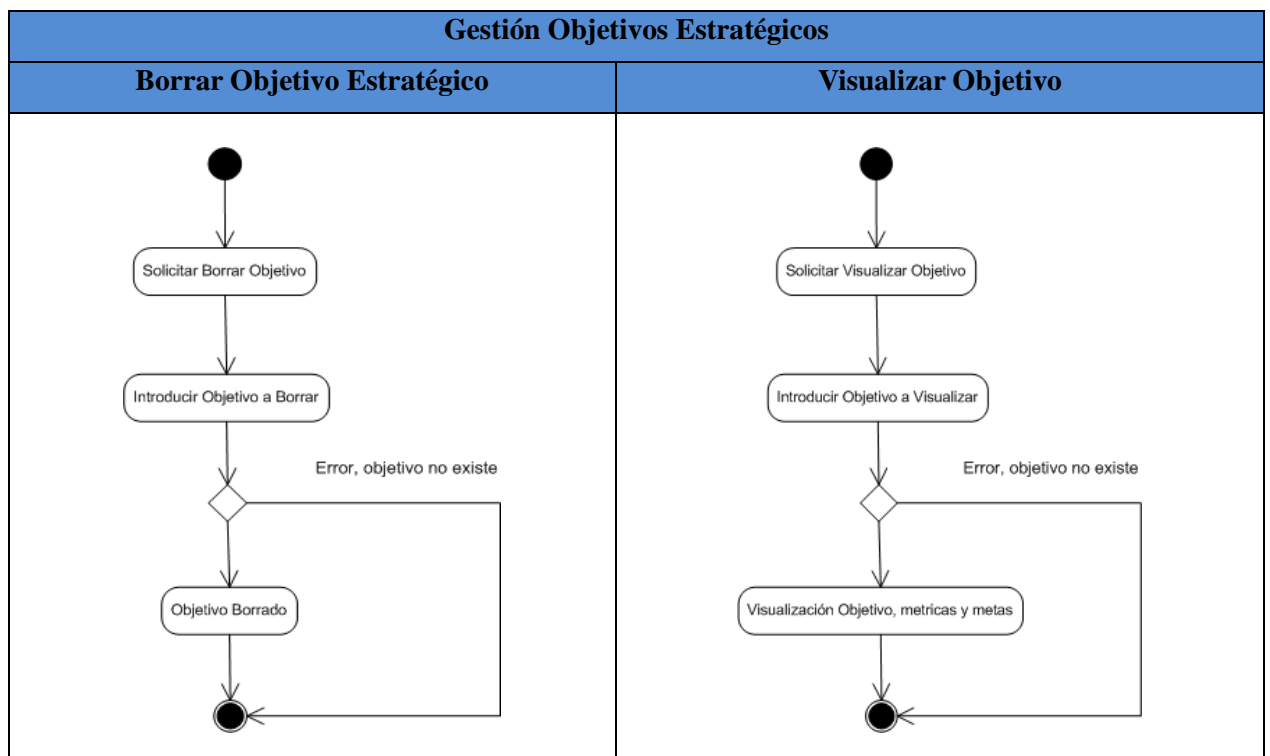 Gestión Objetivos Estratégicos
Borrar Objetivo Estratégico
Visualizar Objetivo
Solicitar Borrar Objetivo
Introducir Objetivo a Borrar
Error, objetivo no existe
Objetivo Borrado
Solicitar Visualizar Objetivo
Introducir Objetivo a Visualizar
Error, objetivo no existe
Visualización Objetivo, metricas y metas